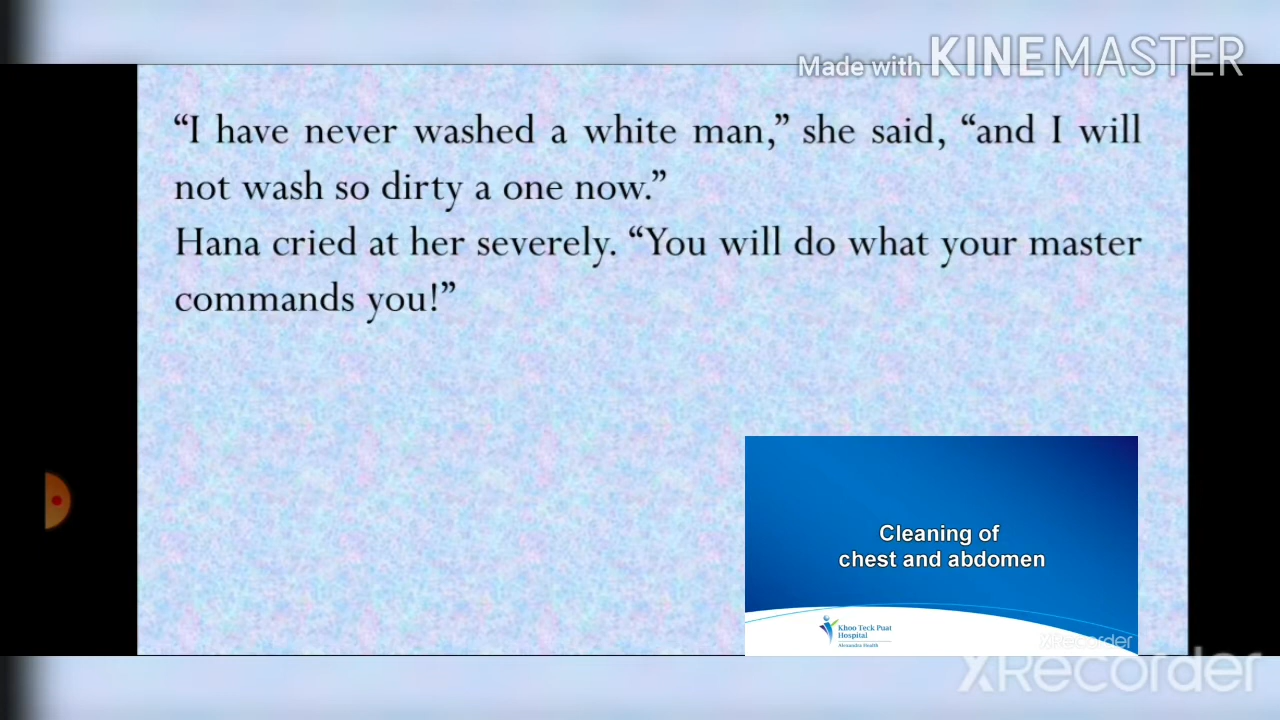 Made with KINEMASTER
“I have never washed a white man,” she said, “and I will
not wash so dirty a one now.”
Hana cried at her severely. “You will do what your master
commands you!”
Cleaning of
chest and abdomen
Khoo Teck Puat
Hospital
Alexandra Health
XRecorder
XRecorder